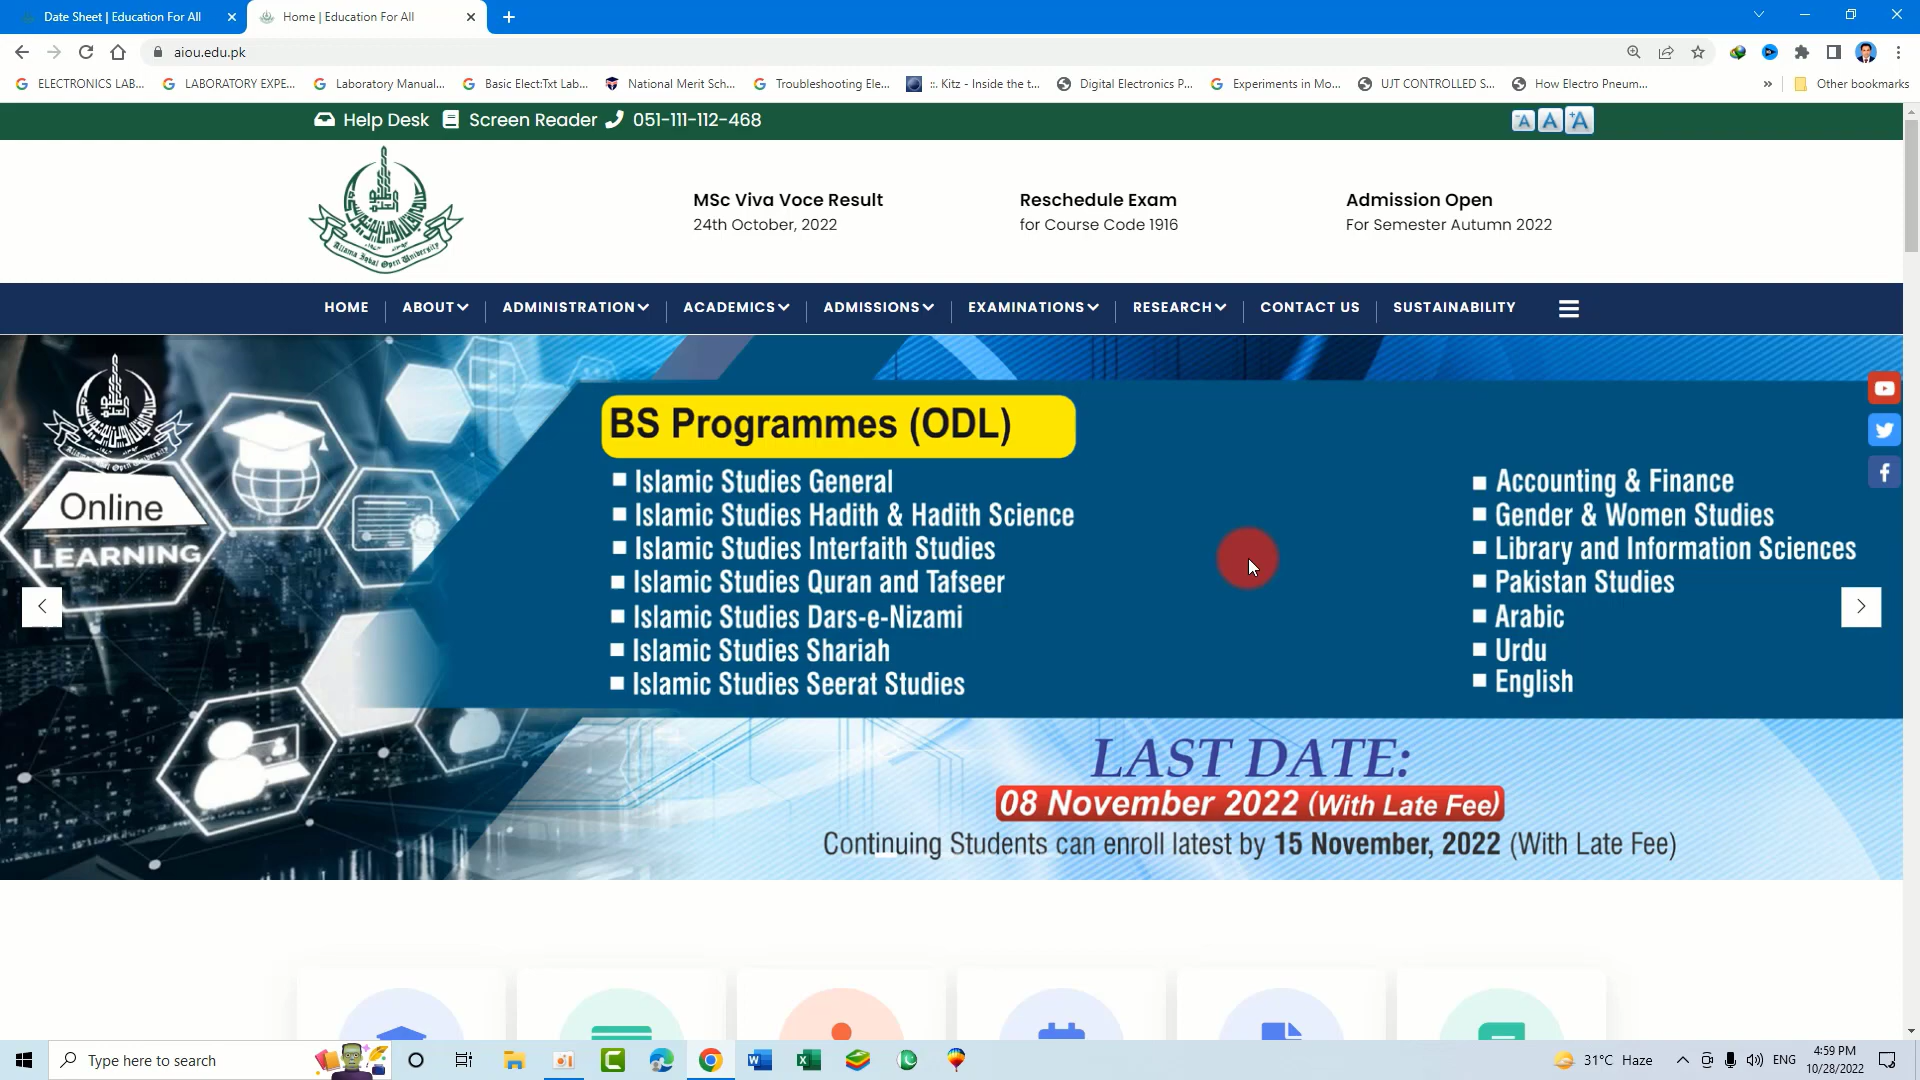 Date Sheet | Education For All
Home | Education For All
aiou.edu.pk
ELECTRONICS LAB...
LABORATORY EXPE...
Laboratory Manual...
Basic Elect:Txt Lab...
National Merit Sch...
Troubleshooting Ele...
::. Kitz - Inside the t...
Digital Electronics P...
Experiments in Mo...
UJT CONTROLLED S...
How Electro Pneum...
»
Other bookmarks
Help Desk Screen Reader 051-111-112-468
-A A +A
Allama Iqbal Open University
MSc Viva Voce Result
24th October, 2022
Reschedule Exam
for Course Code 1916
Admission Open
For Semester Autumn 2022
HOME ABOUT ADMINISTRATION ACADEMICS ADMISSIONS EXAMINATIONS RESEARCH CONTACT US SUSTAINABILITY
Online
LEARNING
BS Programmes (ODL)
Islamic Studies General
Islamic Studies Hadith & Hadith Science
Islamic Studies Interfaith Studies
Islamic Studies Quran and Tafseer
Islamic Studies Dars-e-Nizami
Islamic Studies Shariah
Islamic Studies Seerat Studies
Accounting & Finance
Gender & Women Studies
Library and Information Sciences
Pakistan Studies
Arabic
Urdu
English
LAST DATE:
08 November 2022 (With Late Fee)
Continuing Students can enroll latest by 15 November, 2022 (With Late Fee)
Type here to search
31°C Haze
ENG
4:59 PM
10/28/2022